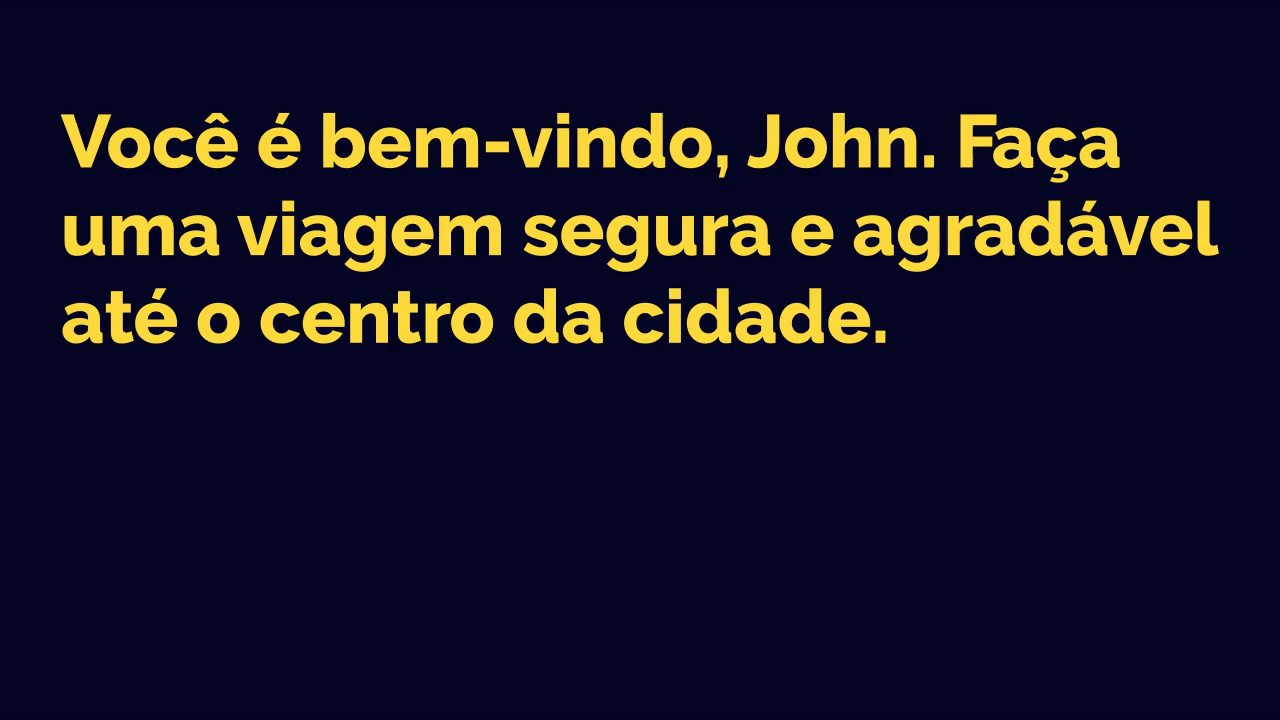 Você é bem-vindo, John. Faça
uma viagem segura e agradável
até o centro da cidade.